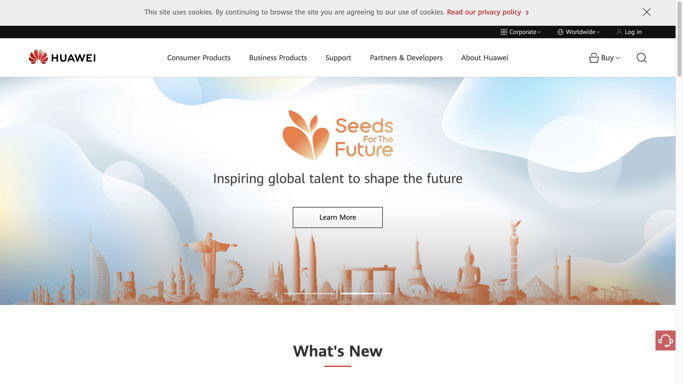 This site uses cookies. By continuing to browse the site you are agreeing to our use of cookies. Read our privacy policy
Corporate Worldwide Log in
HUAWEI Consumer Products Business Products Support Partners & Developers About Huawei Buy
Seeds
For The
Future
Inspiring global talent to shape the future
Learn More
What's New